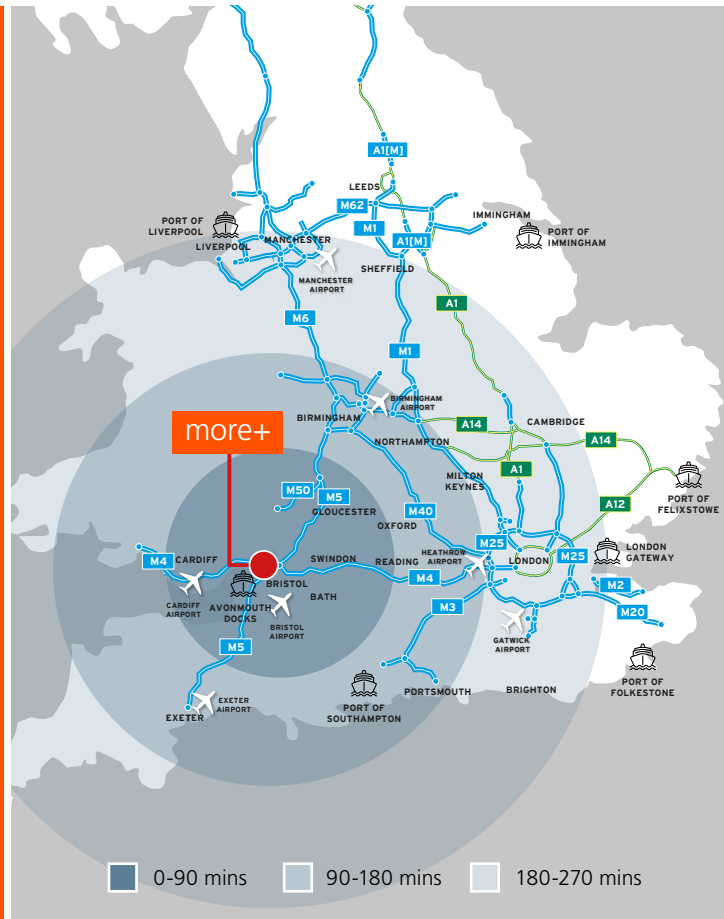 A1[M]
LEEDS
M62
PORT OF
LIVERPOOL
IMMINGHAM
M1
PORT OF
IMMINGHAM
MANCHESTER
A1[M]
LIVERPOOL
SHEFFIELD
MANCHESTER
AIRPORT
A1
M6
M1
BIRMINGHAM
AIRPORT
more+
BIRMINGHAM
A14
CAMBRIDGE
NORTHAMPTON
A14
A1
MILTON
KEYNES
M50
M5
PORT OF
FELIXSTOWE
A12
GLOUCESTER
M40
OXFORD
M25
HEATHROW
AIRPORT
LONDON
M25
LONDON
GATEWAY
M4
CARDIFF
SWINDON
READING
M4
BRISTOL
M2
CARDIFF
AIRPORT
AVONMOUTH
DOCKS
BATH
M3
M20
BRISTOL
AIRPORT
GATWICK
AIRPORT
M5
PORT OF
FOLKESTONE
PORTSMOUTH
BRIGHTON
EXETER
AIRPORT
EXETER
PORT OF
SOUTHAMPTON
0-90 mins
90-180 mins
180-270 mins